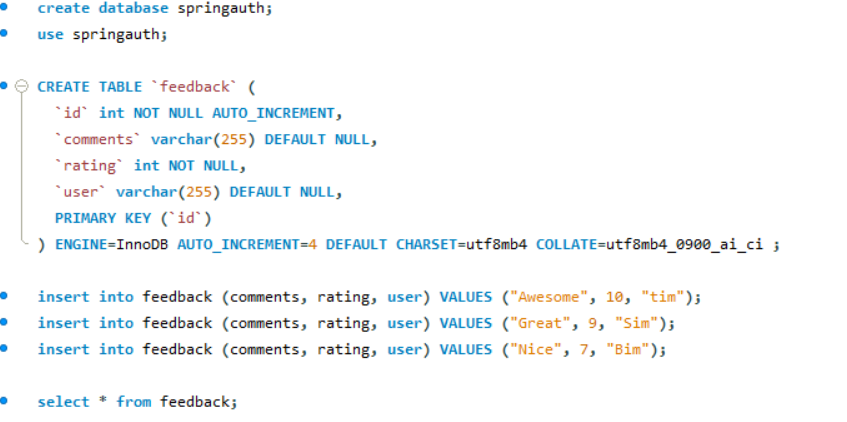 create database springauth;
use springauth;
CREATE TABLE `feedback` (
`id` int NOT NULL AUTO_INCREMENT,
`comments` varchar(255) DEFAULT NULL,
`rating` int NOT NULL,
`user` varchar(255) DEFAULT NULL,
PRIMARY KEY (`id`)
) ENGINE=InnoDB AUTO_INCREMENT=4 DEFAULT CHARSET=utf8mb4 COLLATE=utf8mb4_0900_ai_ci ;
insert into feedback (comments, rating, user) VALUES ("Awesome", 10, "tim");
insert into feedback (comments, rating, user) VALUES ("Great", 9, "Sim");
insert into feedback (comments, rating, user) VALUES ("Nice", 7, "Bim");
select * from feedback;